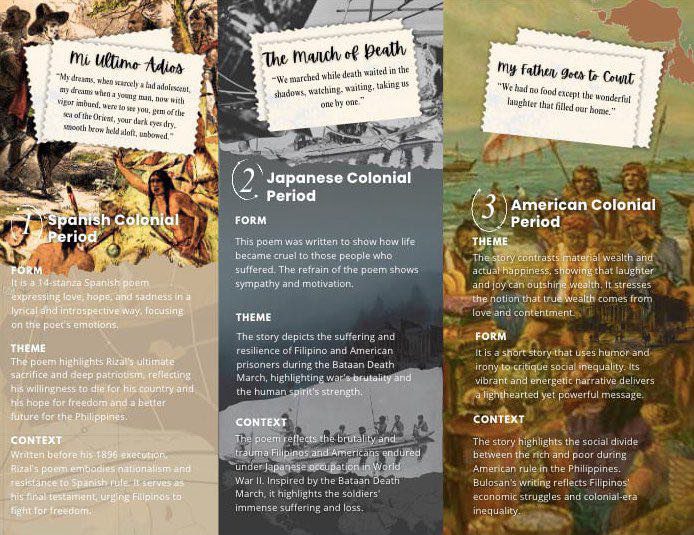 Mi Ultimo Adios
“My dreams, when scarcely a lad adolescent,
my dreams when a young man, now with
vigor imbued, were to see you, gem of the
sea of the Orient, your dark eyes dry,
smooth brow held aloft, unbowed.”
1 Spanish Colonial
Period
FORM
It is a 14-stanza Spanish poem
expressing love, hope, and sadness in a
lyrical and introspective way, focusing
on the poet's emotions.
THEME
The poem highlights Rizal's ultimate
sacrifice and deep patriotism, reflecting
his willingness to die for his country and
his hope for freedom and a better
future for the Philippines.
CONTEXT
Written before his 1896 execution,
Rizal's poem embodies nationalism and
resistance to Spanish rule. It serves as
his final testament, urging Filipinos to
fight for freedom.
The March of Death
“We marched while death waited in the
shadows, watching, waiting, taking us
one by one.”
2 Japanese Colonial
Period
FORM
This poem was written to show how life
became cruel to those people who
suffered. The refrain of the poem shows
sympathy and motivation.
THEME
The story depicts the suffering and
resilience of Filipino and American
prisoners during the Bataan Death
March, highlighting war's brutality and
the human spirit's strength.
CONTEXT
The poem reflects the brutality and
trauma Filipinos and Americans endured
under Japanese occupation in World
War II. Inspired by the Bataan Death
March, it highlights the soldiers'
immense suffering and loss.
My Father Goes to Court
“We had no food except the wonderful
laughter that filled our home.”
3 American Colonial
Period
THEME
The story contrasts material wealth and
actual happiness, showing that laughter
and joy can outshine wealth. It stresses
the notion that true wealth comes from
love and contentment.
FORM
It is a short story that uses humor and
irony to critique social inequality. Its
vibrant and energetic narrative delivers
a lighthearted yet powerful message.
CONTEXT
The story highlights the social divide
between the rich and poor during
American rule in the Philippines.
Bulosan's writing reflects Filipinos'
economic struggles and colonial-era
inequality.